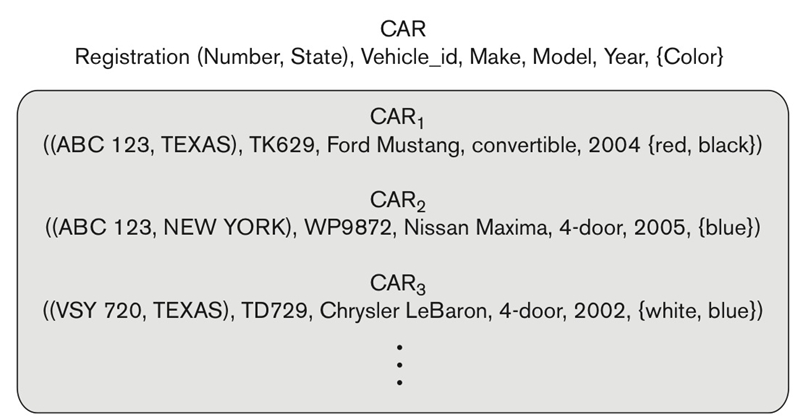 CAR
Registration (Number, State), Vehicle_id, Make, Model, Year, {Color}
CAR₁
((ABC 123, TEXAS), TK629, Ford Mustang, convertible, 2004 {red, black})
CAR₂
((ABC 123, NEW YORK), WP9872, Nissan Maxima, 4-door, 2005, {blue})
CAR₃
((VSY 720, TEXAS), TD729, Chrysler LeBaron, 4-door, 2002, {white, blue})